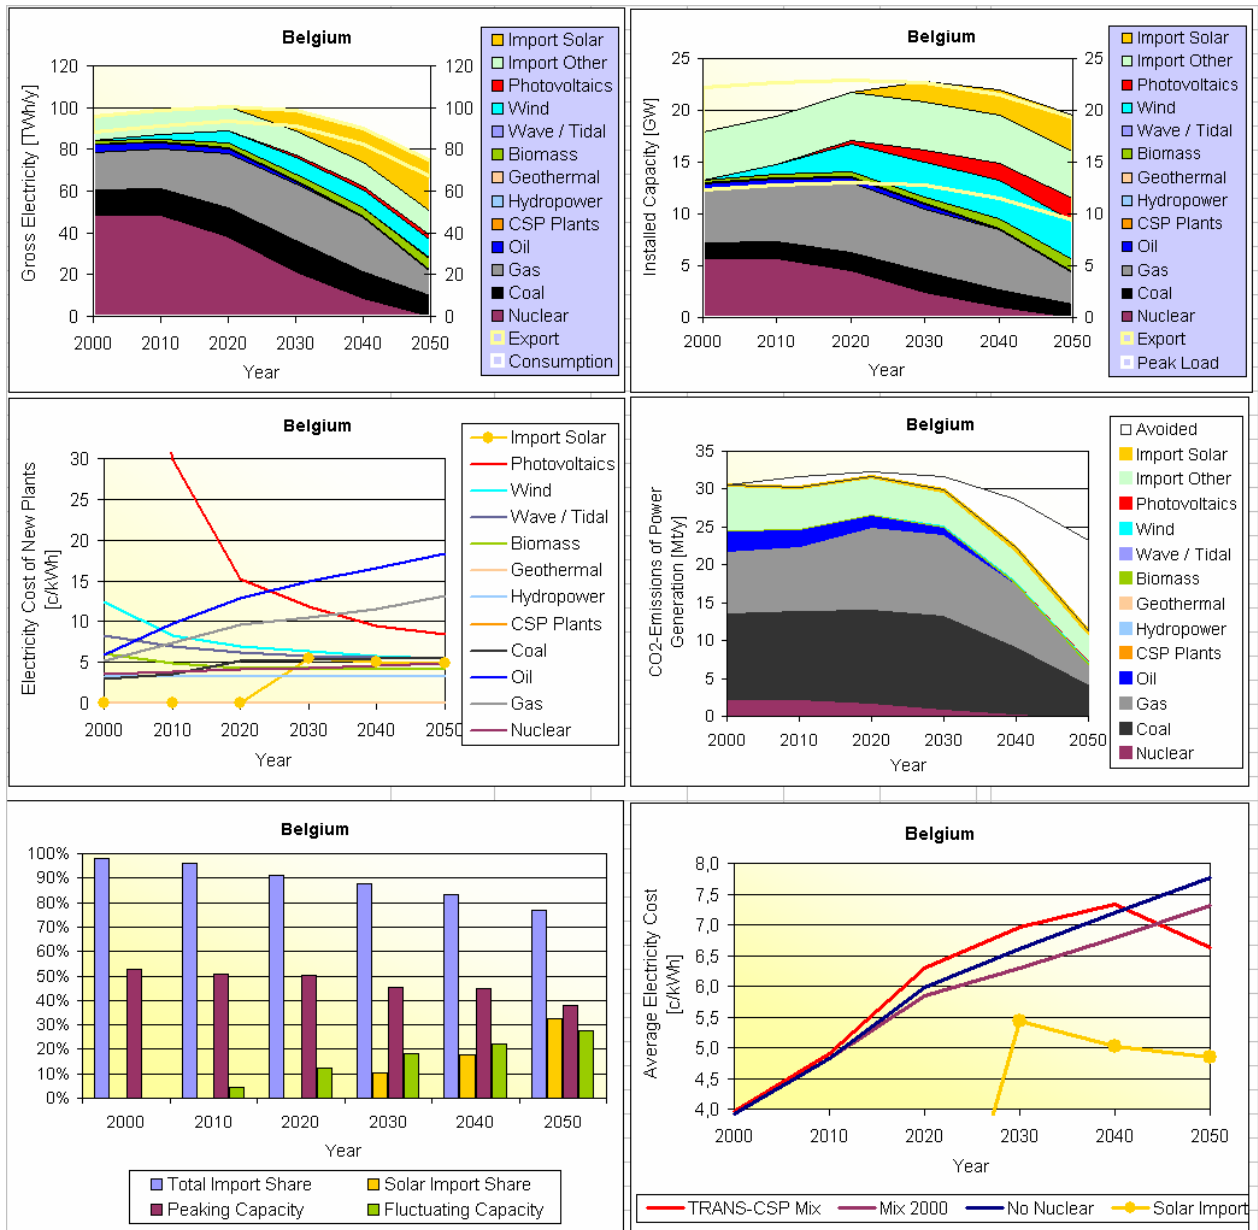 Belgium
Gross Electricity [TWh/y]
120
100
80
60
40
20
0
120
100
80
60
40
20
0
2000 2010 2020 2030 2040 2050
Year
Import Solar
Import Other
Photovoltaics
Wind
Wave / Tidal
Biomass
Geothermal
Hydropower
CSP Plants
Oil
Gas
Coal
Nuclear
Export
Consumption
Belgium
Installed Capacity [GW]
25
20
15
10
5
0
25
20
15
10
5
0
2000 2010 2020 2030 2040 2050
Year
Import Solar
Import Other
Photovoltaics
Wind
Wave / Tidal
Biomass
Geothermal
Hydropower
CSP Plants
Oil
Gas
Coal
Nuclear
Export
Peak Load
Belgium
Electricity Cost of New Plants
[c/kWh]
30
25
20
15
10
5
0
2000 2010 2020 2030 2040 2050
Year
Import Solar
Photovoltaics
Wind
Wave / Tidal
Biomass
Geothermal
Hydropower
CSP Plants
Coal
Oil
Gas
Nuclear
Belgium
CO2-Emissions of Power
Generation [Mt/y]
35
30
25
20
15
10
5
0
2000 2010 2020 2030 2040 2050
Year
Avoided
Import Solar
Import Other
Photovoltaics
Wind
Wave / Tidal
Biomass
Geothermal
Hydropower
CSP Plants
Oil
Gas
Coal
Nuclear
Belgium
100%
90%
80%
70%
60%
50%
40%
30%
20%
10%
0%
2000 2010 2020 2030 2040 2050
Year
Total Import Share Solar Import Share
Peaking Capacity Fluctuating Capacity
Belgium
Average Electricity Cost
[c/kWh]
8,0
7,5
7,0
6,5
6,0
5,5
5,0
4,5
4,0
2000 2010 2020 2030 2040 2050
Year
TRANS-CSP Mix Mix 2000 No Nuclear Solar Import